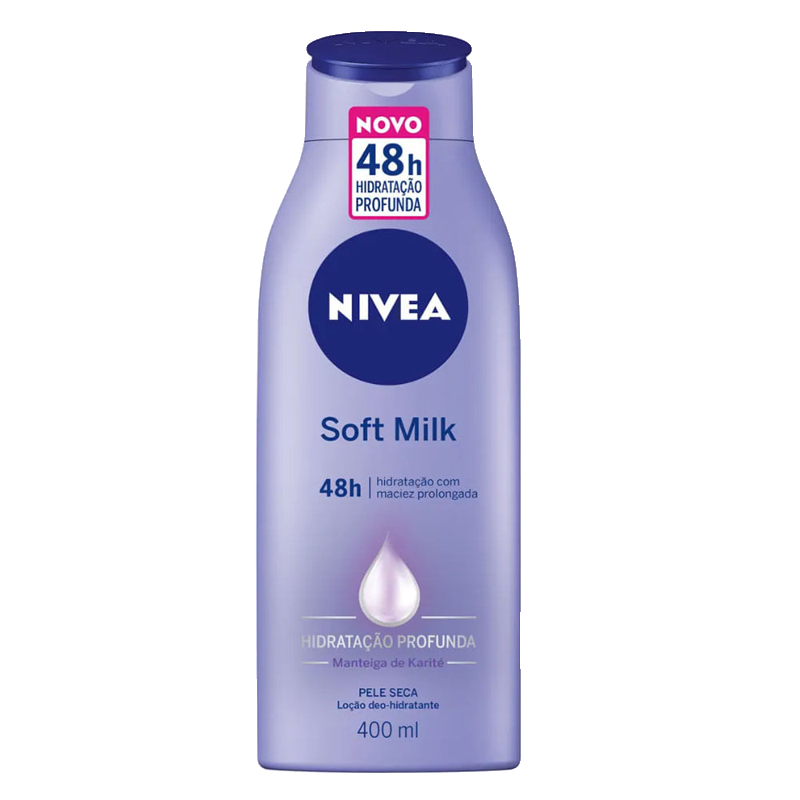 NOVO
48h
HIDRATAÇÃO
PROFUNDA
NIVEA
Soft Milk
48h
hidratação com
maciez prolongada
HIDRATAÇÃO PROFUNDA
Manteiga de Karité
PELE SECA
Loção deo-hidratante
400 ml